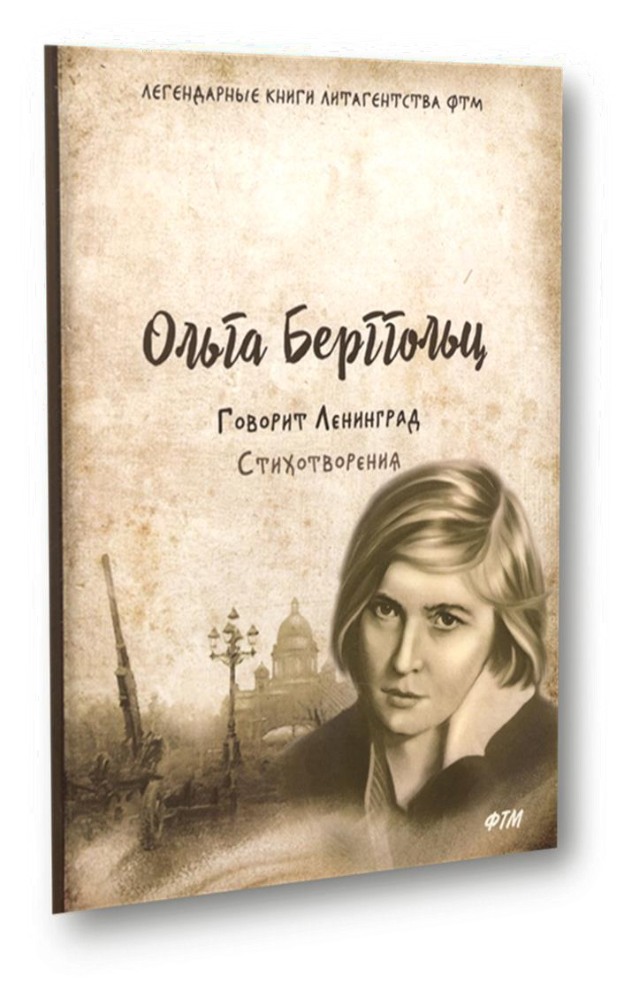 ЛЕГЕНДАРНЫЕ КНИГИ ЛИТАГЕНТСТВА ФТМ
Ольга Берггольц
ГОВОРИТ ЛЕНИНГРАД
СТИХОТВОРЕНИЯ
ФТМ